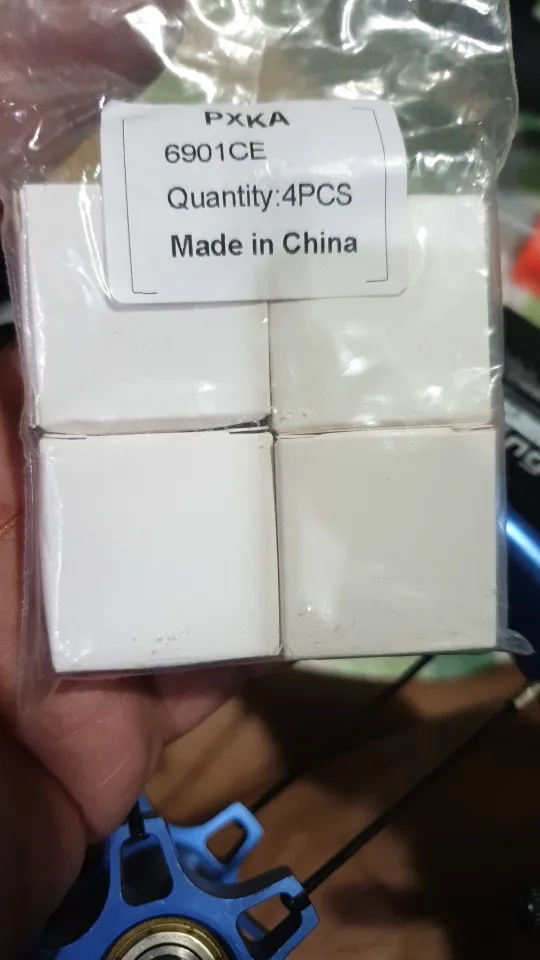 PXKA
6901CE
Quantity:4PCS
Made in China